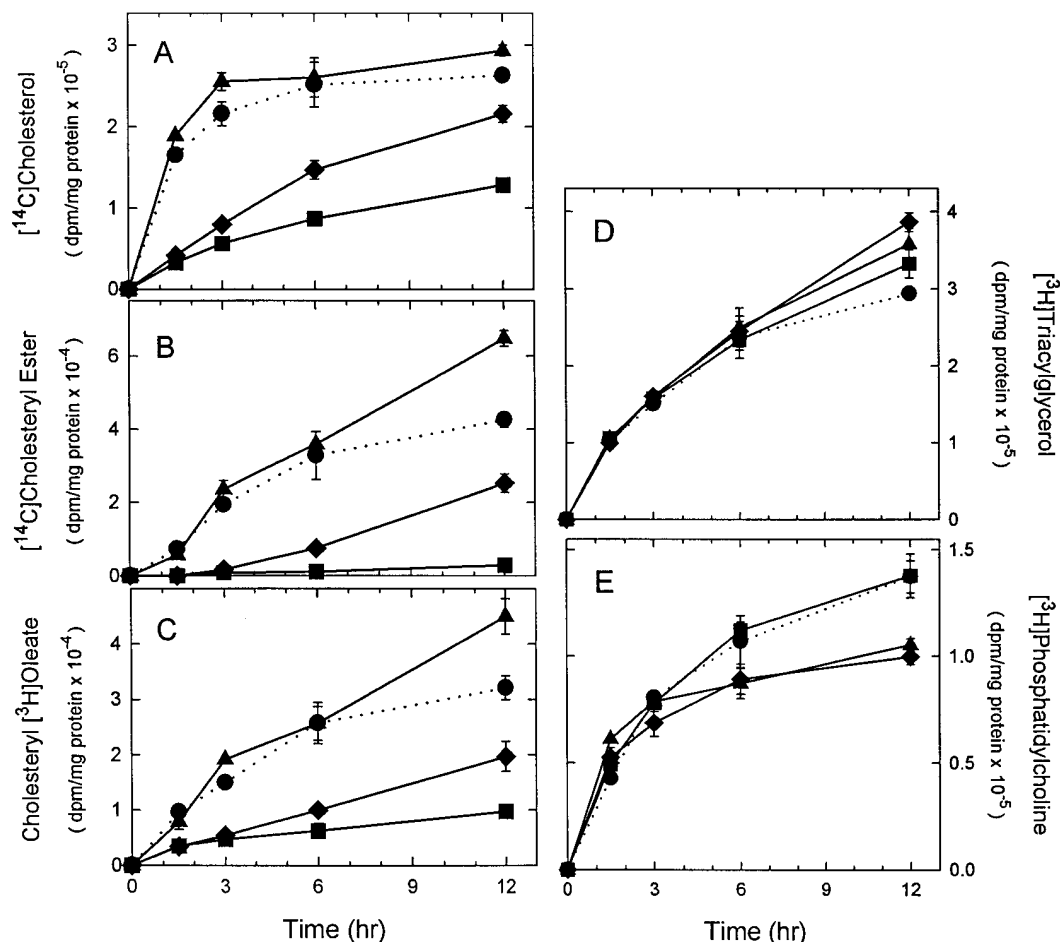 A
[¹⁴C]Cholesterol
( dpm/mg protein x 10⁻⁵ )
3
2
1
0
B
[¹⁴C]Cholesteryl Ester
( dpm/mg protein x 10⁻⁴ )
6
4
2
0
C
Cholesteryl [³H]Oleate
( dpm/mg protein x 10⁻⁴ )
4
3
2
1
0
0 3 6 9 12
Time (hr)
D
[³H]Triacylglycerol
( dpm/mg protein x 10⁻⁵ )
4
3
2
1
0
E
[³H]Phosphatidylcholine
( dpm/mg protein x 10⁻⁵ )
1.5
1.0
0.5
0.0
0 3 6 9 12
Time (hr)